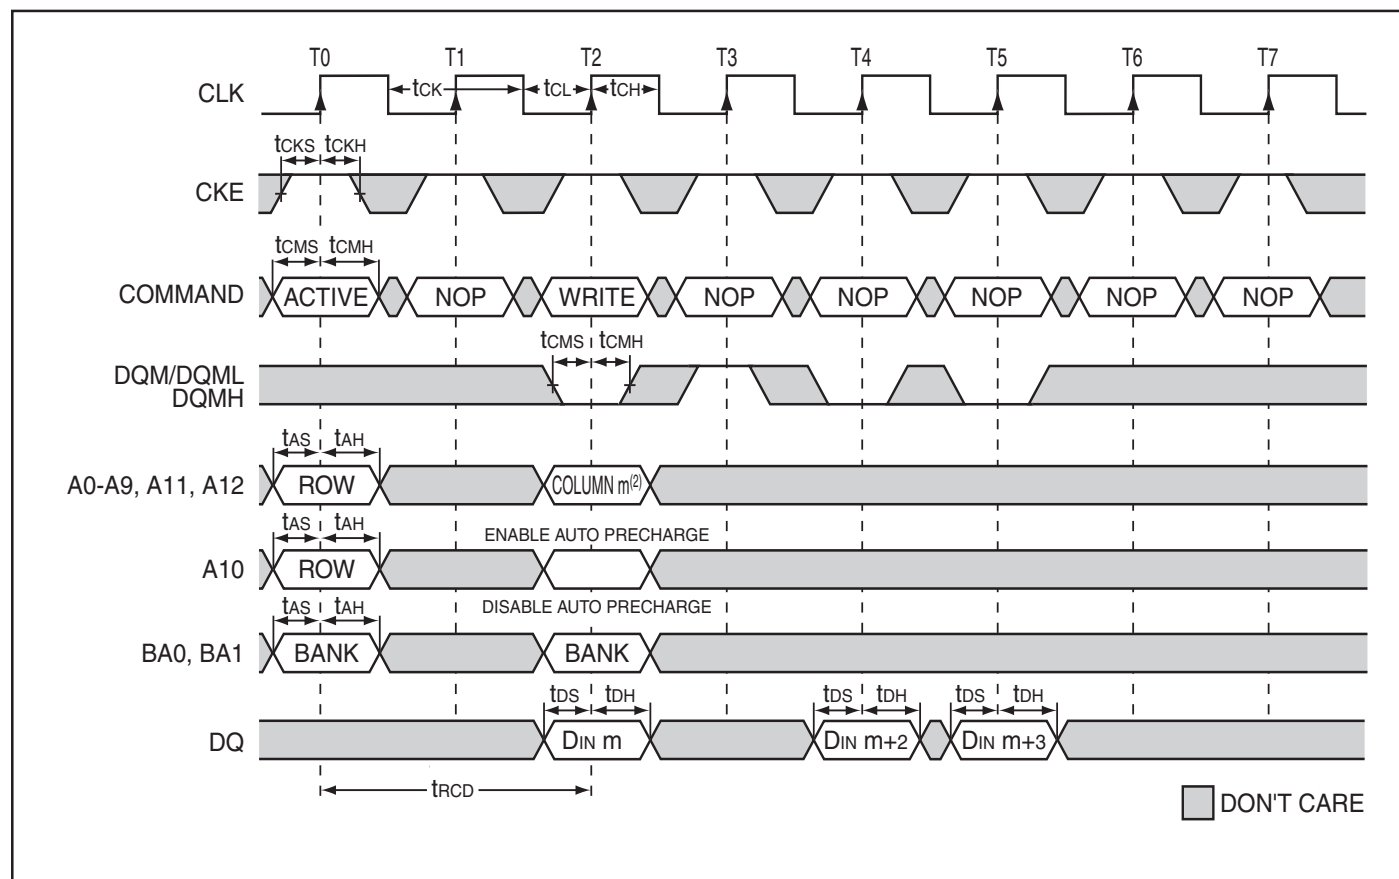 T0 T1 T2 T3 T4 T5 T6 T7
CLK tCK tCL tCH
tCKS tCKH
CKE
tCMS tCMH
COMMAND ACTIVE NOP WRITE NOP NOP NOP NOP NOP
tCMS tCMH
DQM/DQML
DQMH
tAS tAH
A0-A9, A11, A12 ROW COLUMN m(2)
tAS tAH ENABLE AUTO PRECHARGE
A10 ROW
tAS tAH DISABLE AUTO PRECHARGE
BA0, BA1 BANK BANK
tDS tDH tDS tDH tDS tDH
DQ DIN m DIN m+2 DIN m+3
tRCD
DON'T CARE